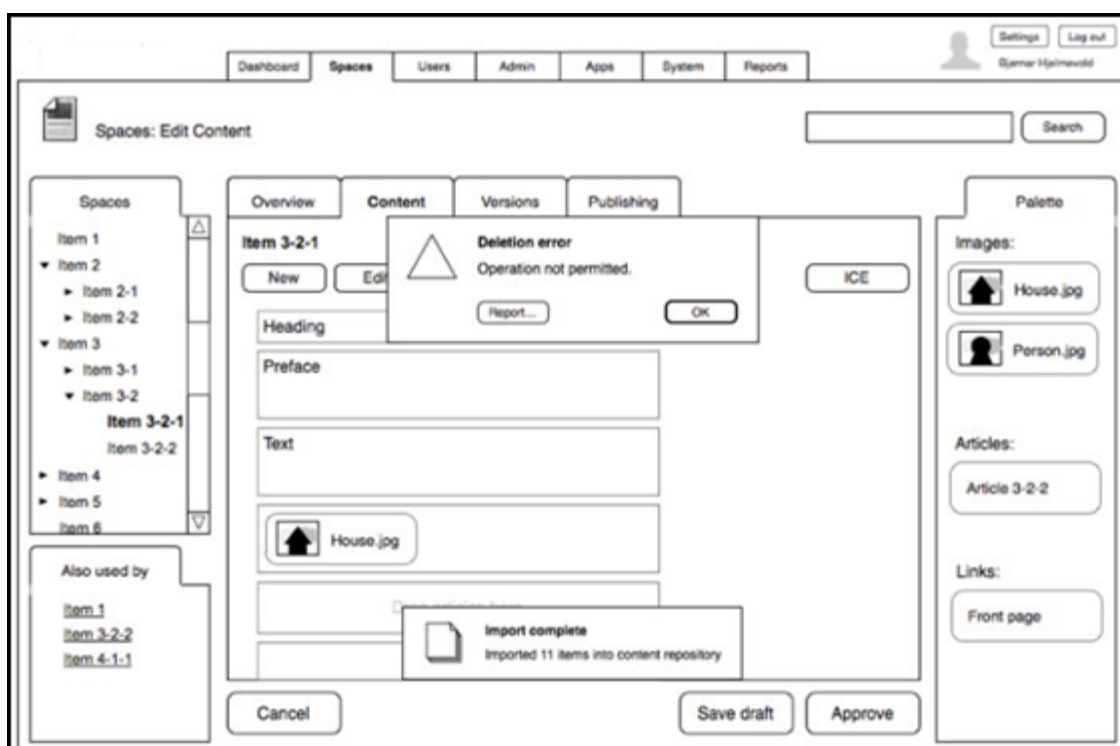 Settings
Log out
Dashboard
Spaces
Users
Admin
Apps
System
Reports
Spaces: Edit Content
Search
Spaces
Item 1
Item 2
Item 2-1
Item 2-2
Item 3
Item 3-1
Item 3-2
Item 3-2-1
Item 3-2-2
Item 4
Item 5
Item 6
Also used by
Item 1
Item 3-2-2
Item 4-1-1
Overview
Content
Versions
Publishing
Item 3-2-1
New
Edi
ICE
Deletion error
Operation not permitted.
Report...
OK
Heading
Preface
Text
House.jpg
Import complete
Imported 11 items into content repository
Cancel
Save draft
Approve
Palette
Images:
House.jpg
Person.jpg
Articles:
Article 3-2-2
Links:
Front page